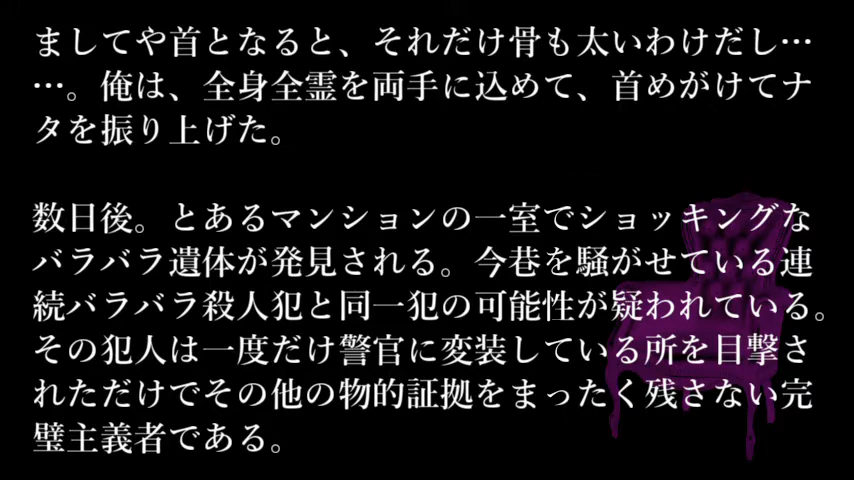 ましてや首となると、それだけ骨も太いわけだし…
…。俺は、全身全霊を両手に込めて、首めがけてナ
タを振り上げた。
数日後。とあるマンションの一室でショッキングな
バラバラ遺体が発見される。今巷を騒がせている連
続バラバラ殺人犯と同一犯の可能性が疑われている。
その犯人は一度だけ警官に変装している所を目撃さ
れただけでその他の物的証拠をまったく残さない完
璧主義者である。